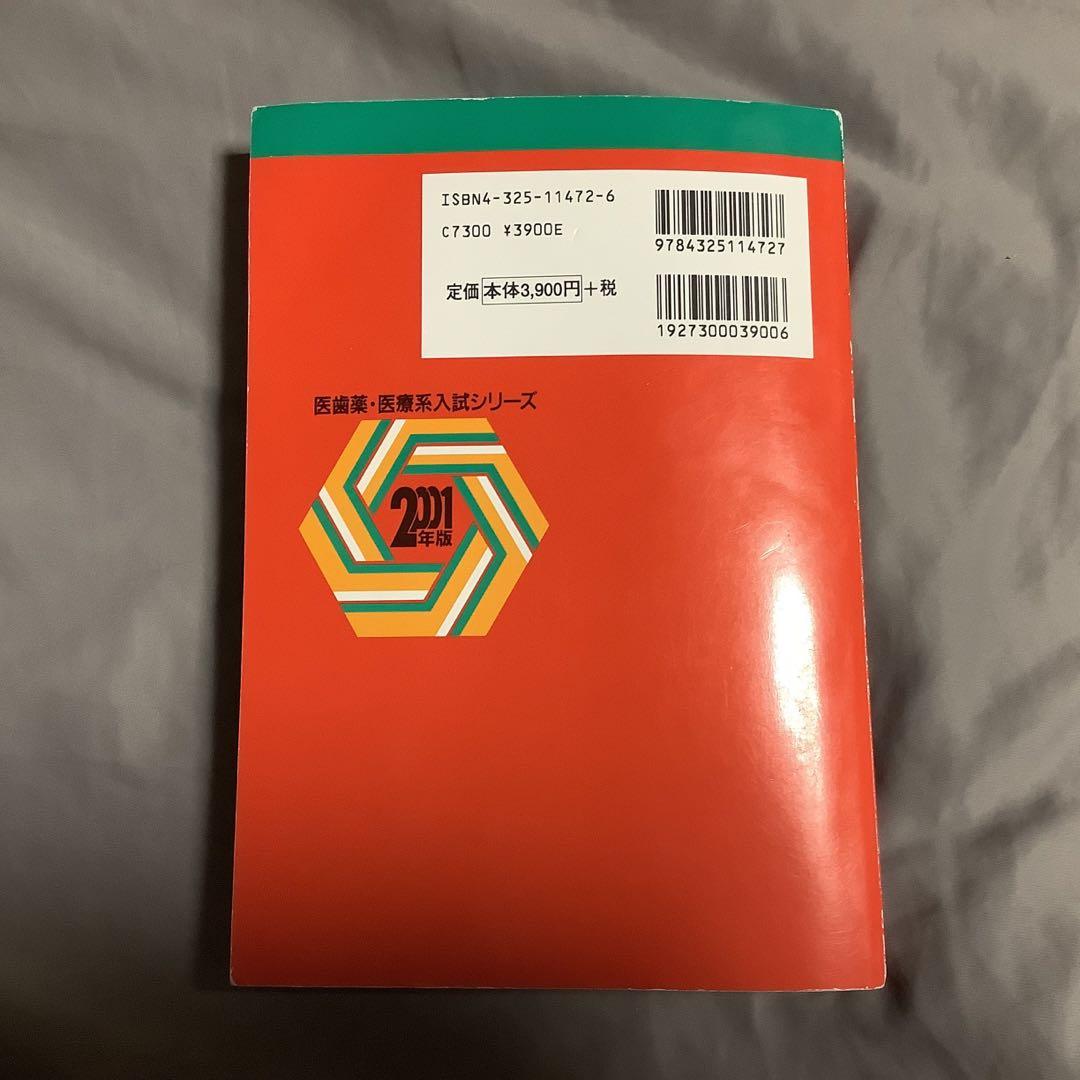 ISBN4-325-11472-6
C7300 ¥3900E
定価 本体3,900円 +税
9784325114727
1927300039006
医歯薬・医療系入試シリーズ
2001
年版